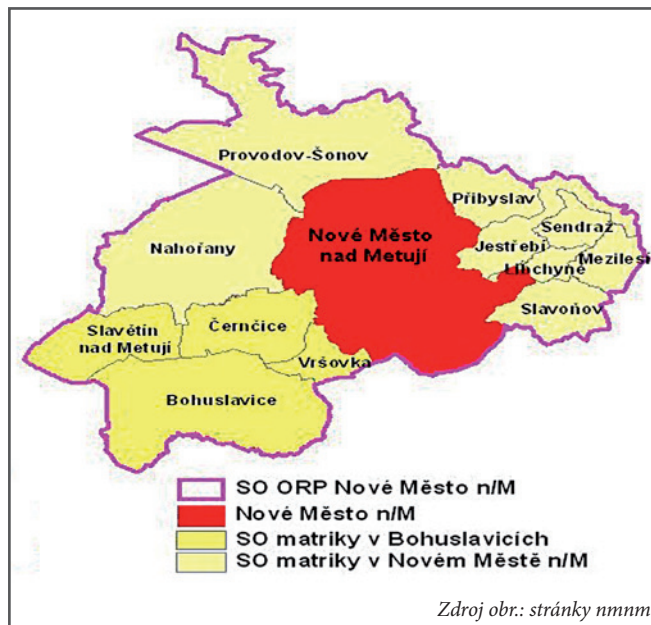 Provodov-Šonov
Přibyslav
Sendraž
Nové Město
nad Metují
Jestřebí
Mezilesí
Nahořany
Libchyně
Slavoňov
Černčice
Slavětín
nad Metují
Vršovka
Bohuslavice
SO ORP Nové Město n/M
Nové Město n/M
SO matriky v Bohuslavicích
SO matriky v Novém Městě n/M
Zdroj obr.: stránky nmnm